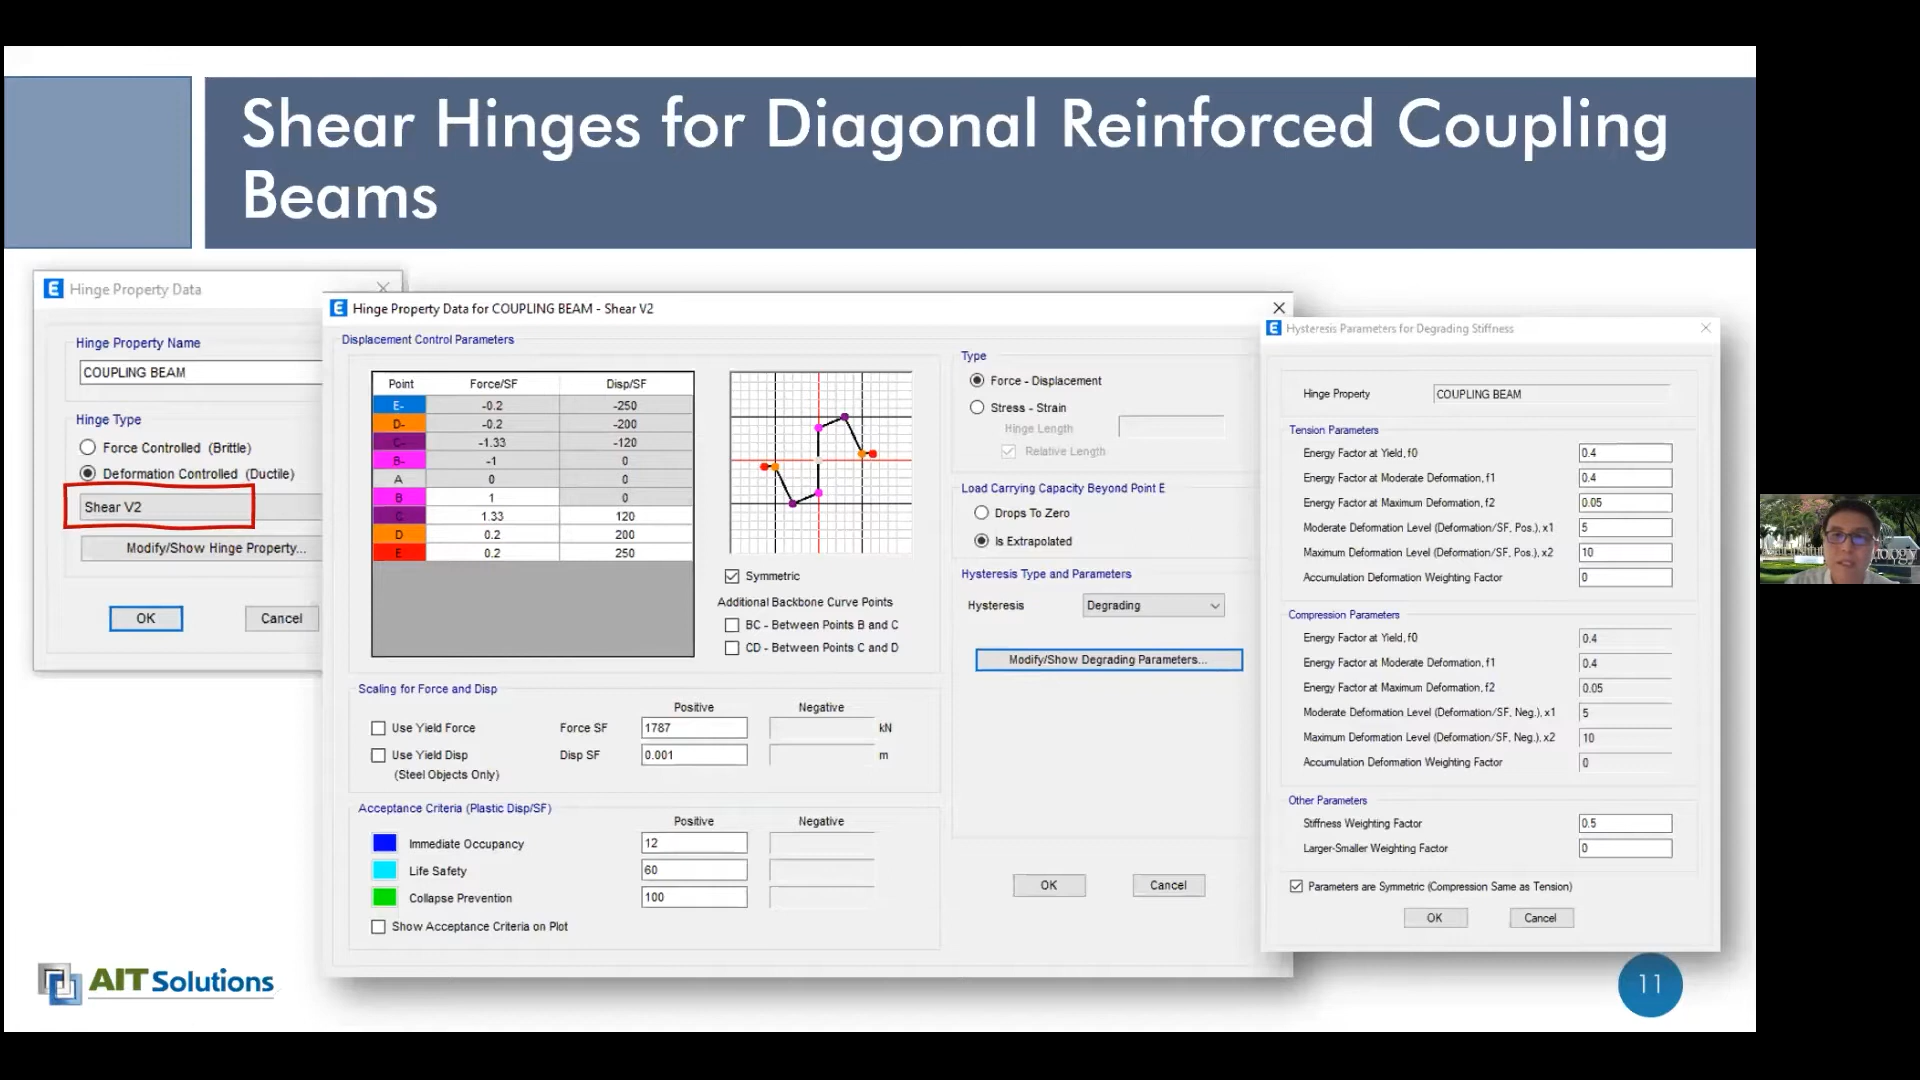 Shear Hinges for Diagonal Reinforced Coupling
Beams
E Hinge Property Data
Hinge Property Name
COUPLING BEAM
Hinge Type
Force Controlled (Brittle)
Deformation Controlled (Ductile)
Shear V2
Modify/Show Hinge Property...
OK Cancel
E Hinge Property Data for COUPLING BEAM - Shear V2
Displacement Control Parameters
Point Force/SF Disp/SF
E- -0.2 -250
D- -0.2 -200
C- -1.33 -120
B- -1 0
A 0 0
B 1 0
C 1.33 120
D 0.2 200
E 0.2 250
Symmetric
Additional Backbone Curve Points
BC - Between Points B and C
CD - Between Points C and D
Scaling for Force and Disp
Positive Negative
Use Yield Force Force SF 1787 kN
Use Yield Disp Disp SF 0.001 m
(Steel Objects Only)
Acceptance Criteria (Plastic Disp/SF)
Positive Negative
Immediate Occupancy 12
Life Safety 60
Collapse Prevention 100
Show Acceptance Criteria on Plot
Type
Force - Displacement
Stress - Strain
Hinge Length
Relative Length
Load Carrying Capacity Beyond Point E
Drops To Zero
Is Extrapolated
Hysteresis Type and Parameters
Hysteresis Degrading
Modify/Show Degrading Parameters...
OK Cancel
E Hysteresis Parameters for Degrading Stiffness
Hinge Property COUPLING BEAM
Tension Parameters
Energy Factor at Yield, f0 0.4
Energy Factor at Moderate Deformation, f1 0.4
Energy Factor at Maximum Deformation, f2 0.05
Moderate Deformation Level (Deformation/SF, Pos.), x1 5
Maximum Deformation Level (Deformation/SF, Pos.), x2 10
Accumulation Deformation Weighting Factor 0
Compression Parameters
Energy Factor at Yield, f0 0.4
Energy Factor at Moderate Deformation, f1 0.4
Energy Factor at Maximum Deformation, f2 0.05
Moderate Deformation Level (Deformation/SF, Neg.), x1 5
Maximum Deformation Level (Deformation/SF, Neg.), x2 10
Accumulation Deformation Weighting Factor 0
Other Parameters
Stiffness Weighting Factor 0.5
Larger-Smaller Weighting Factor 0
Parameters are Symmetric (Compression Same as Tension)
OK Cancel
AIT Solutions
11